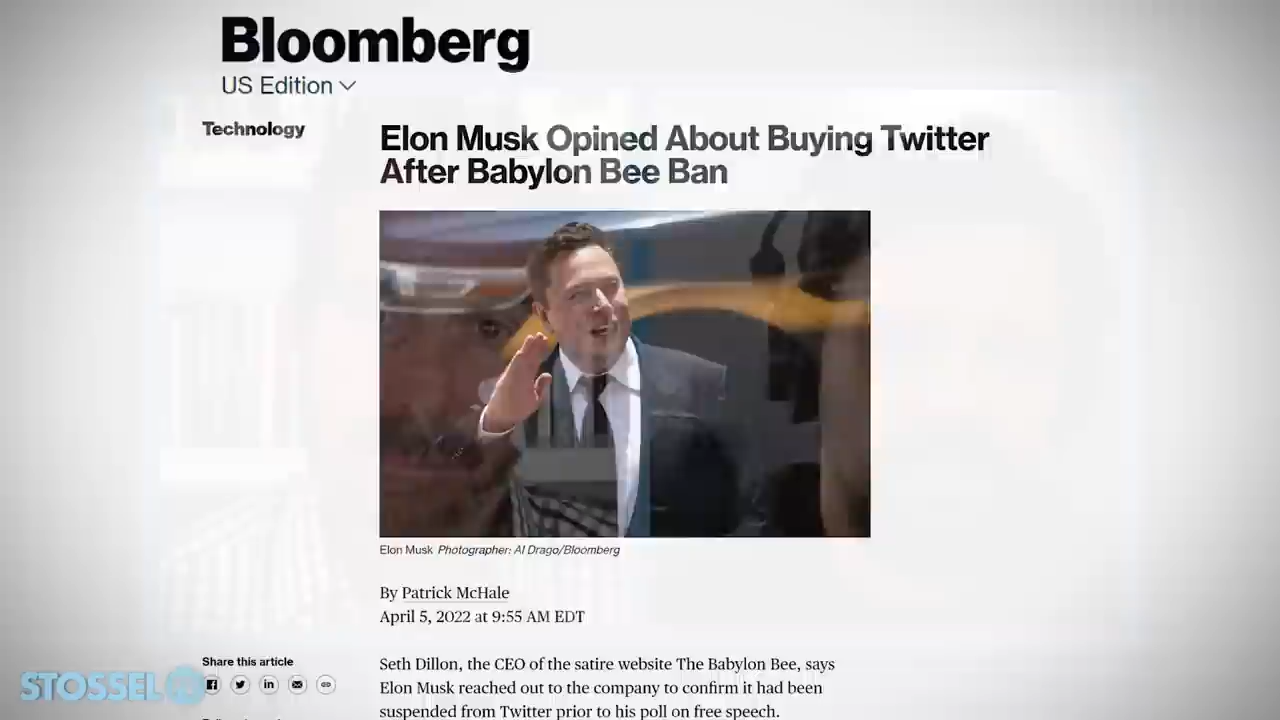 Bloomberg
US Edition
Technology
Elon Musk Opined About Buying Twitter
After Babylon Bee Ban
Elon Musk Photographer: Al Drago/Bloomberg
By Patrick McHale
April 5, 2022 at 9:55 AM EDT
Share this article
Seth Dillon, the CEO of the satire website The Babylon Bee, says
Elon Musk reached out to the company to confirm it had been
suspended from Twitter prior to his poll on free speech.
STOSSEL